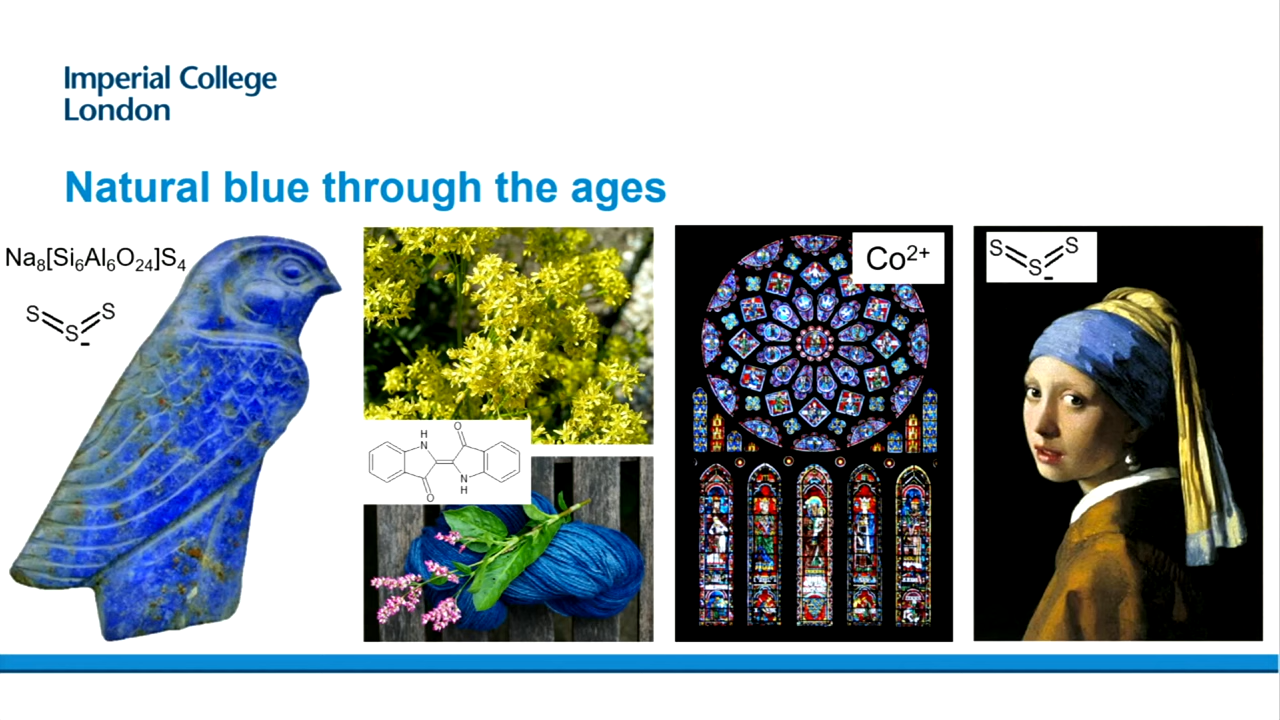 Imperial College
London
Natural blue through the ages
Na₈[Si₆Al₆O₂₄]S₄
S S S -
H
N
O
O
N
H
Co²⁺
S S S -